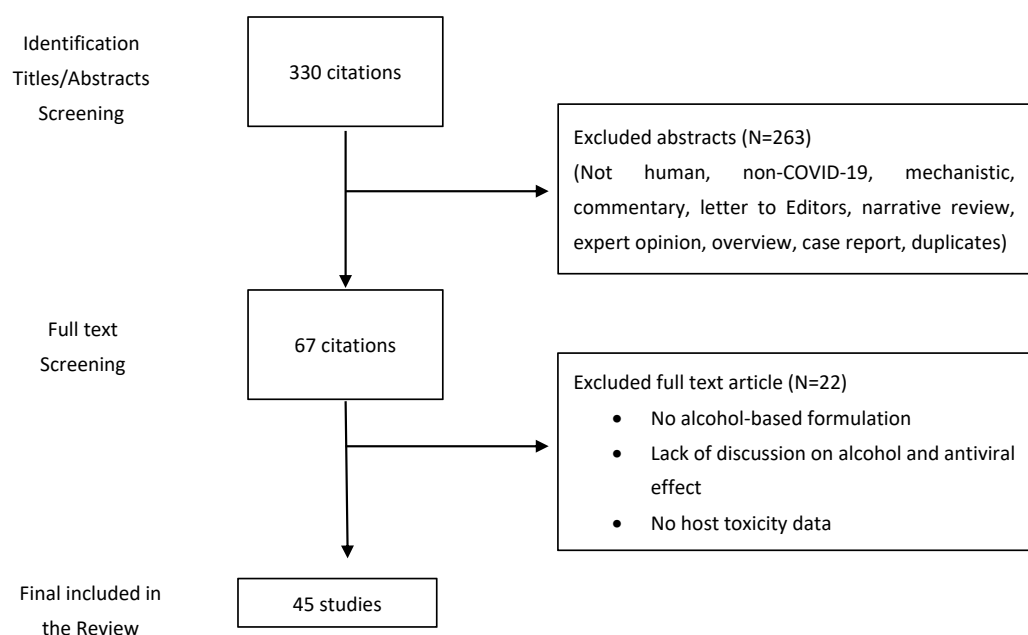 Identification
Titles/Abstracts
Screening
330 citations
Excluded abstracts (N=263)
(Not human, non-COVID-19, mechanistic,
commentary, letter to Editors, narrative review,
expert opinion, overview, case report, duplicates)
Full text
Screening
67 citations
Excluded full text article (N=22)
• No alcohol-based formulation
• Lack of discussion on alcohol and antiviral
effect
• No host toxicity data
Final included in
the Review
45 studies